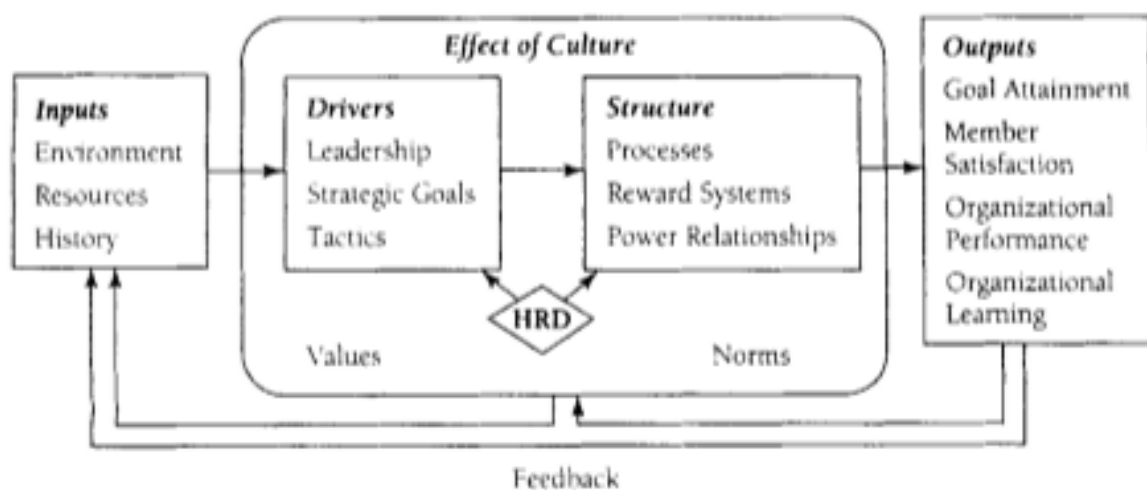 Effect of Culture
Inputs
Environment
Resources
History
Drivers
Leadership
Strategic Goals
Tactics
Structure
Processes
Reward Systems
Power Relationships
Outputs
Goal Attainment
Member
Satisfaction
Organizational
Performance
Organizational
Learning
HRD
Values
Norms
Feedback